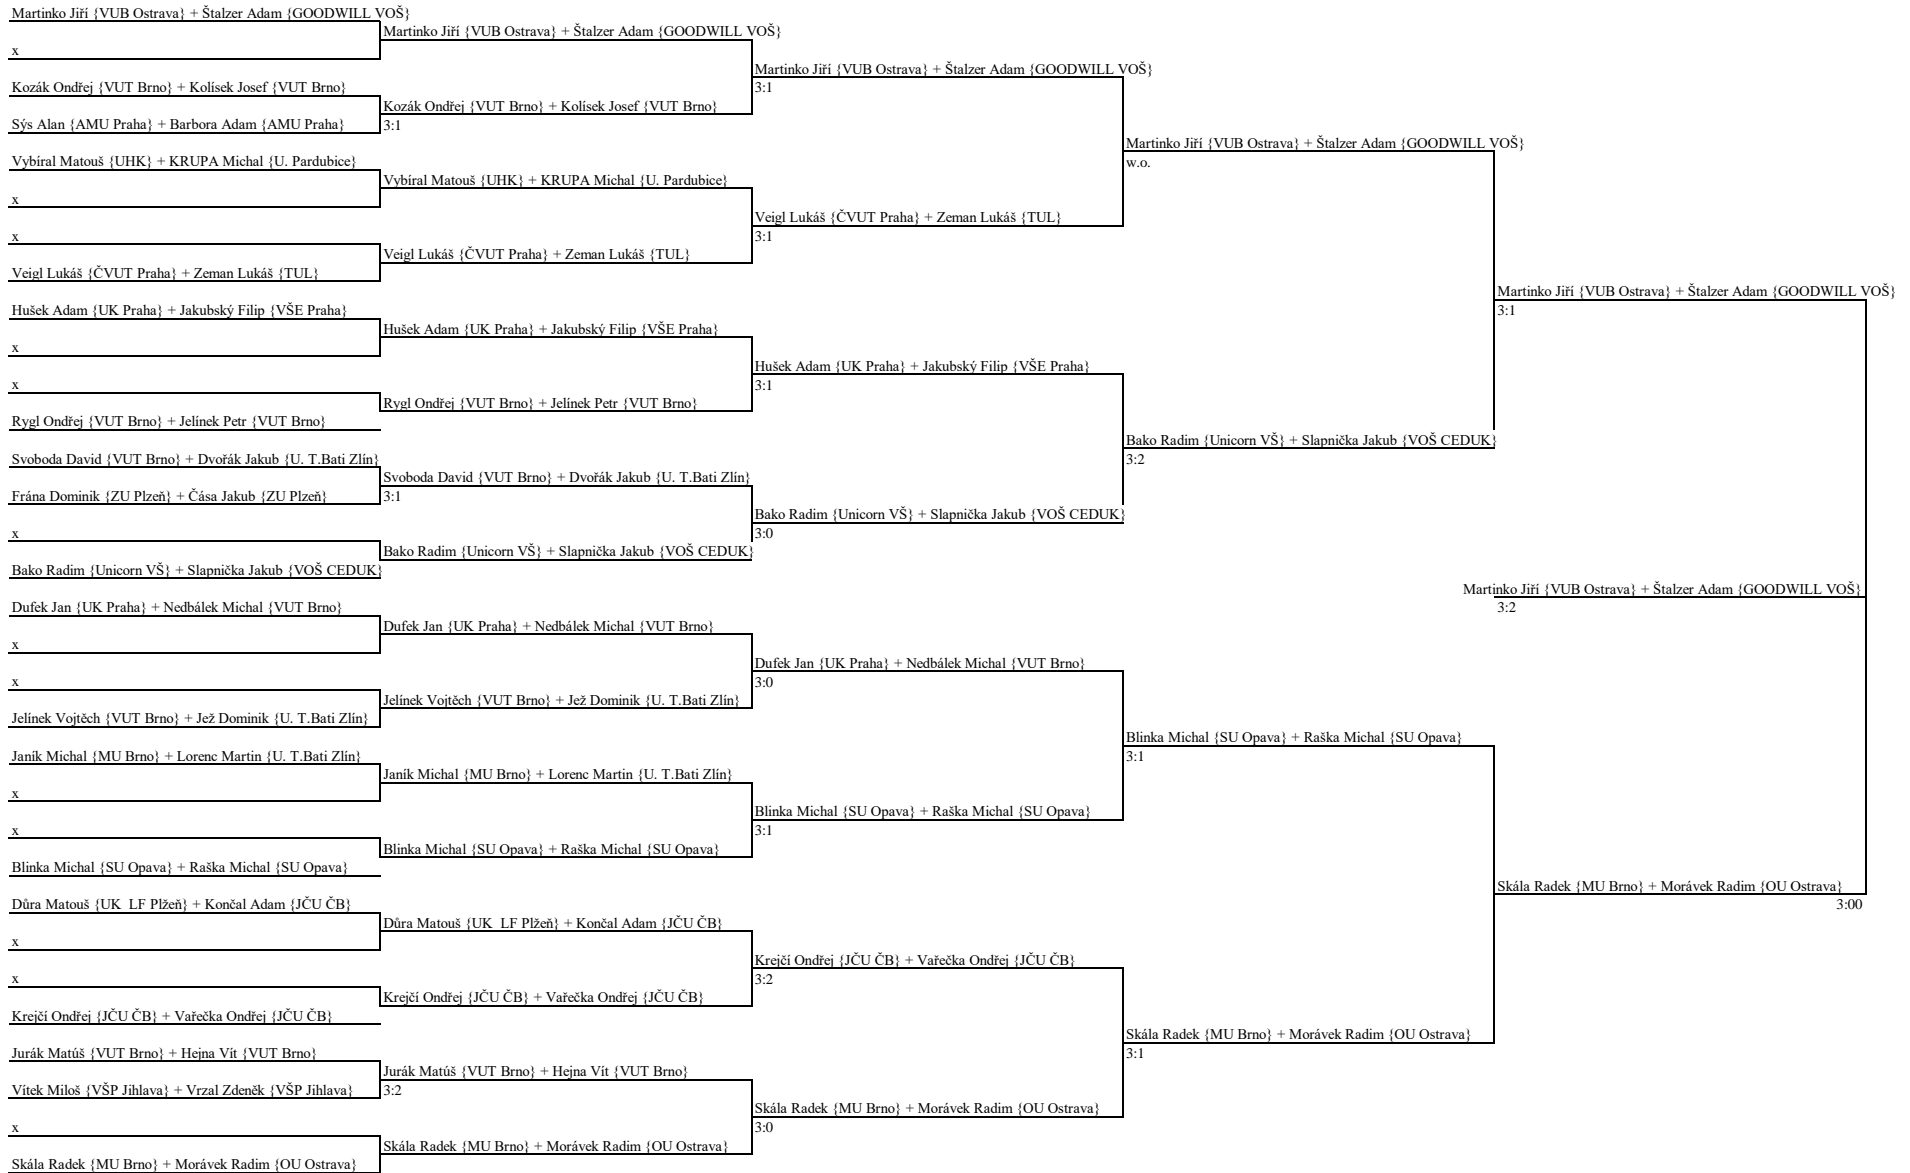 Martinko Jiří {VUB Ostrava} + Štalzer Adam {GOODWILL VOŠ}
x
Kozák Ondřej {VUT Brno} + Kolísek Josef {VUT Brno}
Sýs Alan {AMU Praha} + Barbora Adam {AMU Praha}
Vybíral Matouš {UHK} + KRUPA Michal {U. Pardubice}
x
x
Veigl Lukáš {ČVUT Praha} + Zeman Lukáš {TUL}
Hušek Adam {UK Praha} + Jakubský Filip {VŠE Praha}
x
x
Rygl Ondřej {VUT Brno} + Jelínek Petr {VUT Brno}
Svoboda David {VUT Brno} + Dvořák Jakub {U. T.Bati Zlín}
Frána Dominik {ZU Plzeň} + Čása Jakub {ZU Plzeň}
x
Bako Radim {Unicorn VŠ} + Slapnička Jakub {VOŠ CEDUK}
Dufek Jan {UK Praha} + Nedbálek Michal {VUT Brno}
x
x
Jelínek Vojtěch {VUT Brno} + Jež Dominik {U. T.Bati Zlín}
Janík Michal {MU Brno} + Lorenc Martin {U. T.Bati Zlín}
x
x
Blinka Michal {SU Opava} + Raška Michal {SU Opava}
Důra Matouš {UK  LF Plžeň} + Končal Adam {JČU ČB}
x
x
Krejčí Ondřej {JČU ČB} + Vařečka Ondřej {JČU ČB}
Jurák Matúš {VUT Brno} + Hejna Vít {VUT Brno}
Vítek Miloš {VŠP Jihlava} + Vrzal Zdeněk {VŠP Jihlava}
x
Skála Radek {MU Brno} + Morávek Radim {OU Ostrava}
Martinko Jiří {VUB Ostrava} + Štalzer Adam {GOODWILL VOŠ}
Kozák Ondřej {VUT Brno} + Kolísek Josef {VUT Brno}
3:1
Vybíral Matouš {UHK} + KRUPA Michal {U. Pardubice}
Veigl Lukáš {ČVUT Praha} + Zeman Lukáš {TUL}
Hušek Adam {UK Praha} + Jakubský Filip {VŠE Praha}
Rygl Ondřej {VUT Brno} + Jelínek Petr {VUT Brno}
Svoboda David {VUT Brno} + Dvořák Jakub {U. T.Bati Zlín}
3:1
Bako Radim {Unicorn VŠ} + Slapnička Jakub {VOŠ CEDUK}
Dufek Jan {UK Praha} + Nedbálek Michal {VUT Brno}
Jelínek Vojtěch {VUT Brno} + Jež Dominik {U. T.Bati Zlín}
Janík Michal {MU Brno} + Lorenc Martin {U. T.Bati Zlín}
Blinka Michal {SU Opava} + Raška Michal {SU Opava}
Důra Matouš {UK  LF Plžeň} + Končal Adam {JČU ČB}
Krejčí Ondřej {JČU ČB} + Vařečka Ondřej {JČU ČB}
Jurák Matúš {VUT Brno} + Hejna Vít {VUT Brno}
3:2
Skála Radek {MU Brno} + Morávek Radim {OU Ostrava}
Martinko Jiří {VUB Ostrava} + Štalzer Adam {GOODWILL VOŠ}
3:1
Veigl Lukáš {ČVUT Praha} + Zeman Lukáš {TUL}
3:1
Hušek Adam {UK Praha} + Jakubský Filip {VŠE Praha}
3:1
Bako Radim {Unicorn VŠ} + Slapnička Jakub {VOŠ CEDUK}
3:0
Dufek Jan {UK Praha} + Nedbálek Michal {VUT Brno}
3:0
Blinka Michal {SU Opava} + Raška Michal {SU Opava}
3:1
Krejčí Ondřej {JČU ČB} + Vařečka Ondřej {JČU ČB}
3:2
Skála Radek {MU Brno} + Morávek Radim {OU Ostrava}
3:0
Martinko Jiří {VUB Ostrava} + Štalzer Adam {GOODWILL VOŠ}
w.o.
Bako Radim {Unicorn VŠ} + Slapnička Jakub {VOŠ CEDUK}
3:2
Blinka Michal {SU Opava} + Raška Michal {SU Opava}
3:1
Skála Radek {MU Brno} + Morávek Radim {OU Ostrava}
3:1
Martinko Jiří {VUB Ostrava} + Štalzer Adam {GOODWILL VOŠ}
3:1
Martinko Jiří {VUB Ostrava} + Štalzer Adam {GOODWILL VOŠ}
3:2
Skála Radek {MU Brno} + Morávek Radim {OU Ostrava}
3:00